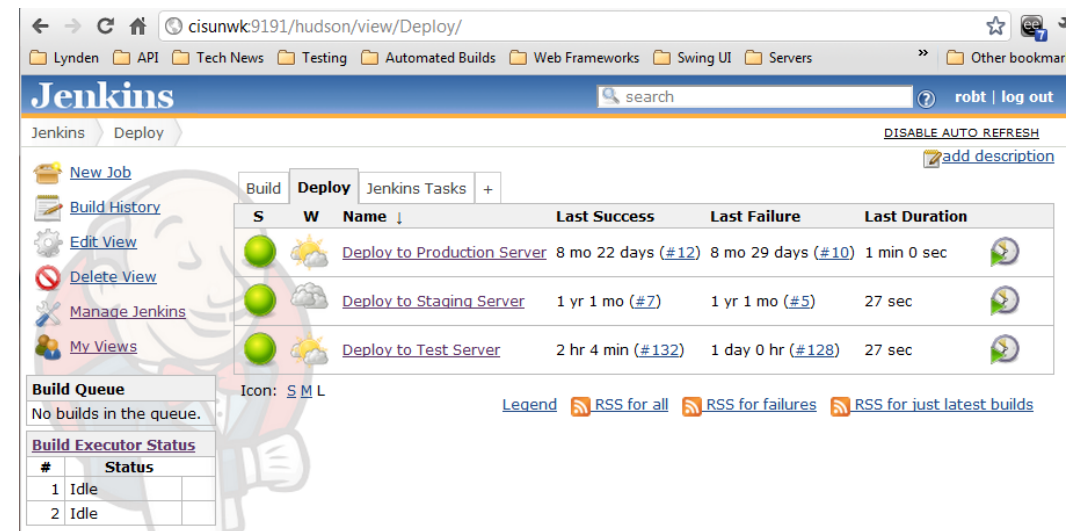 cisunwk:9191/hudson/view/Deploy/
Lynden API Tech News Testing Automated Builds Web Frameworks Swing UI Servers » Other bookmar
Jenkins search robt | log out
Jenkins Deploy DISABLE AUTO REFRESH
add description
New Job
Build History
Edit View
Delete View
Manage Jenkins
My Views
Build Deploy Jenkins Tasks +
S W Name ↓ Last Success Last Failure Last Duration
Deploy to Production Server 8 mo 22 days (#12) 8 mo 29 days (#10) 1 min 0 sec
Deploy to Staging Server 1 yr 1 mo (#7) 1 yr 1 mo (#5) 27 sec
Deploy to Test Server 2 hr 4 min (#132) 1 day 0 hr (#128) 27 sec
Icon: S M L
Legend RSS for all RSS for failures RSS for just latest builds
Build Queue
No builds in the queue.
Build Executor Status
# Status
1 Idle
2 Idle